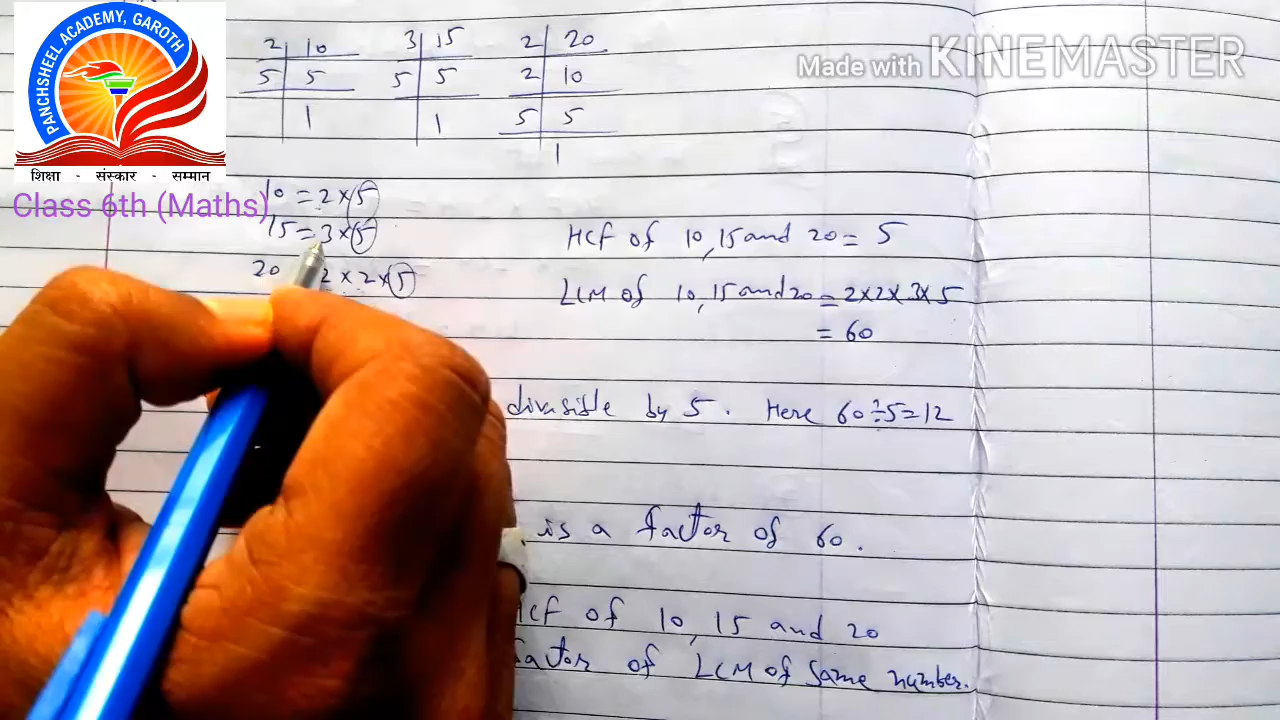 PANCHSHEEL ACADEMY, GAROTH
शिक्षा - संस्कार - सम्मान
Class 6th (Maths)
Made with KINEMASTER
2 10 3 15 2 20
5 5 5 5 2 10
1 1 5 5
1
10 = 2 × 5
15 = 3 × 5
20 2 × 2 × 5
HCF of 10, 15 and 20 = 5
LCM of 10, 15 and 20 = 2×2×3×5
= 60
divisible by 5. Here 60÷5=12
is a factor of 60.
HCF of 10, 15 and 20
factor of LCM of same number.